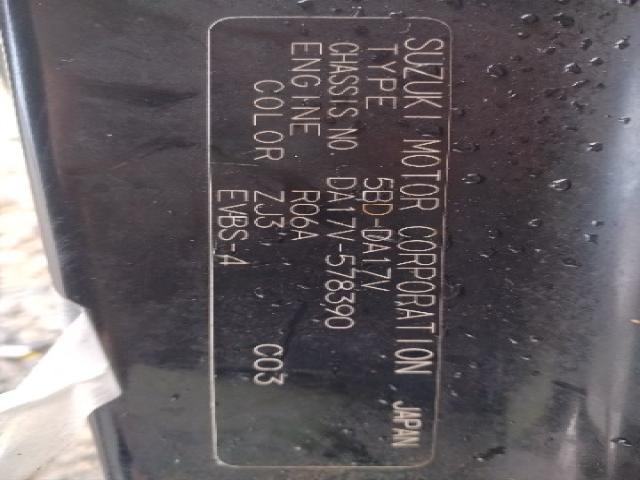 SUZUKI MOTOR CORPORATION JAPAN
TYPE 5BD-DA17V
CHASSIS NO. DA17V-578390
ENGINE R06A
COLOR ZJ3 C03
EVBS-4